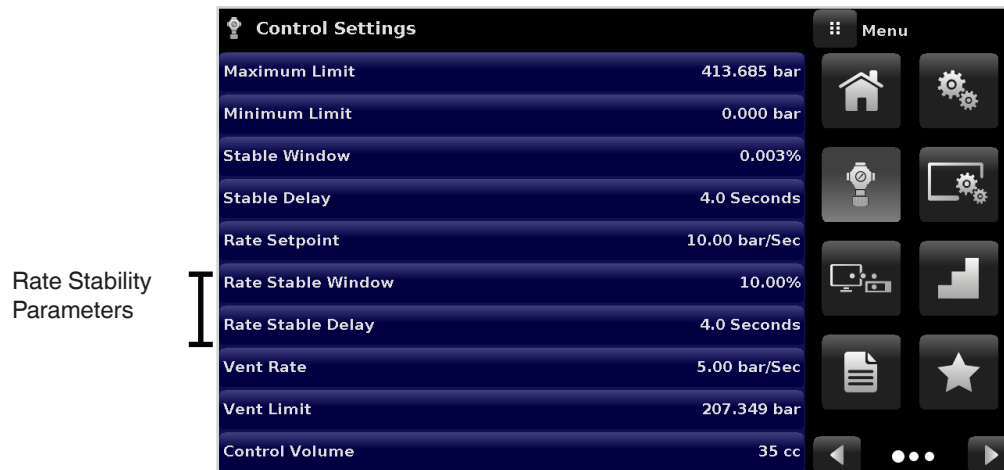 Control Settings
Menu
Maximum Limit 413.685 bar
Minimum Limit 0.000 bar
Stable Window 0.003%
Stable Delay 4.0 Seconds
Rate Setpoint 10.00 bar/Sec
Rate Stability
Parameters
Rate Stable Window 10.00%
Rate Stable Delay 4.0 Seconds
Vent Rate 5.00 bar/Sec
Vent Limit 207.349 bar
Control Volume 35 cc